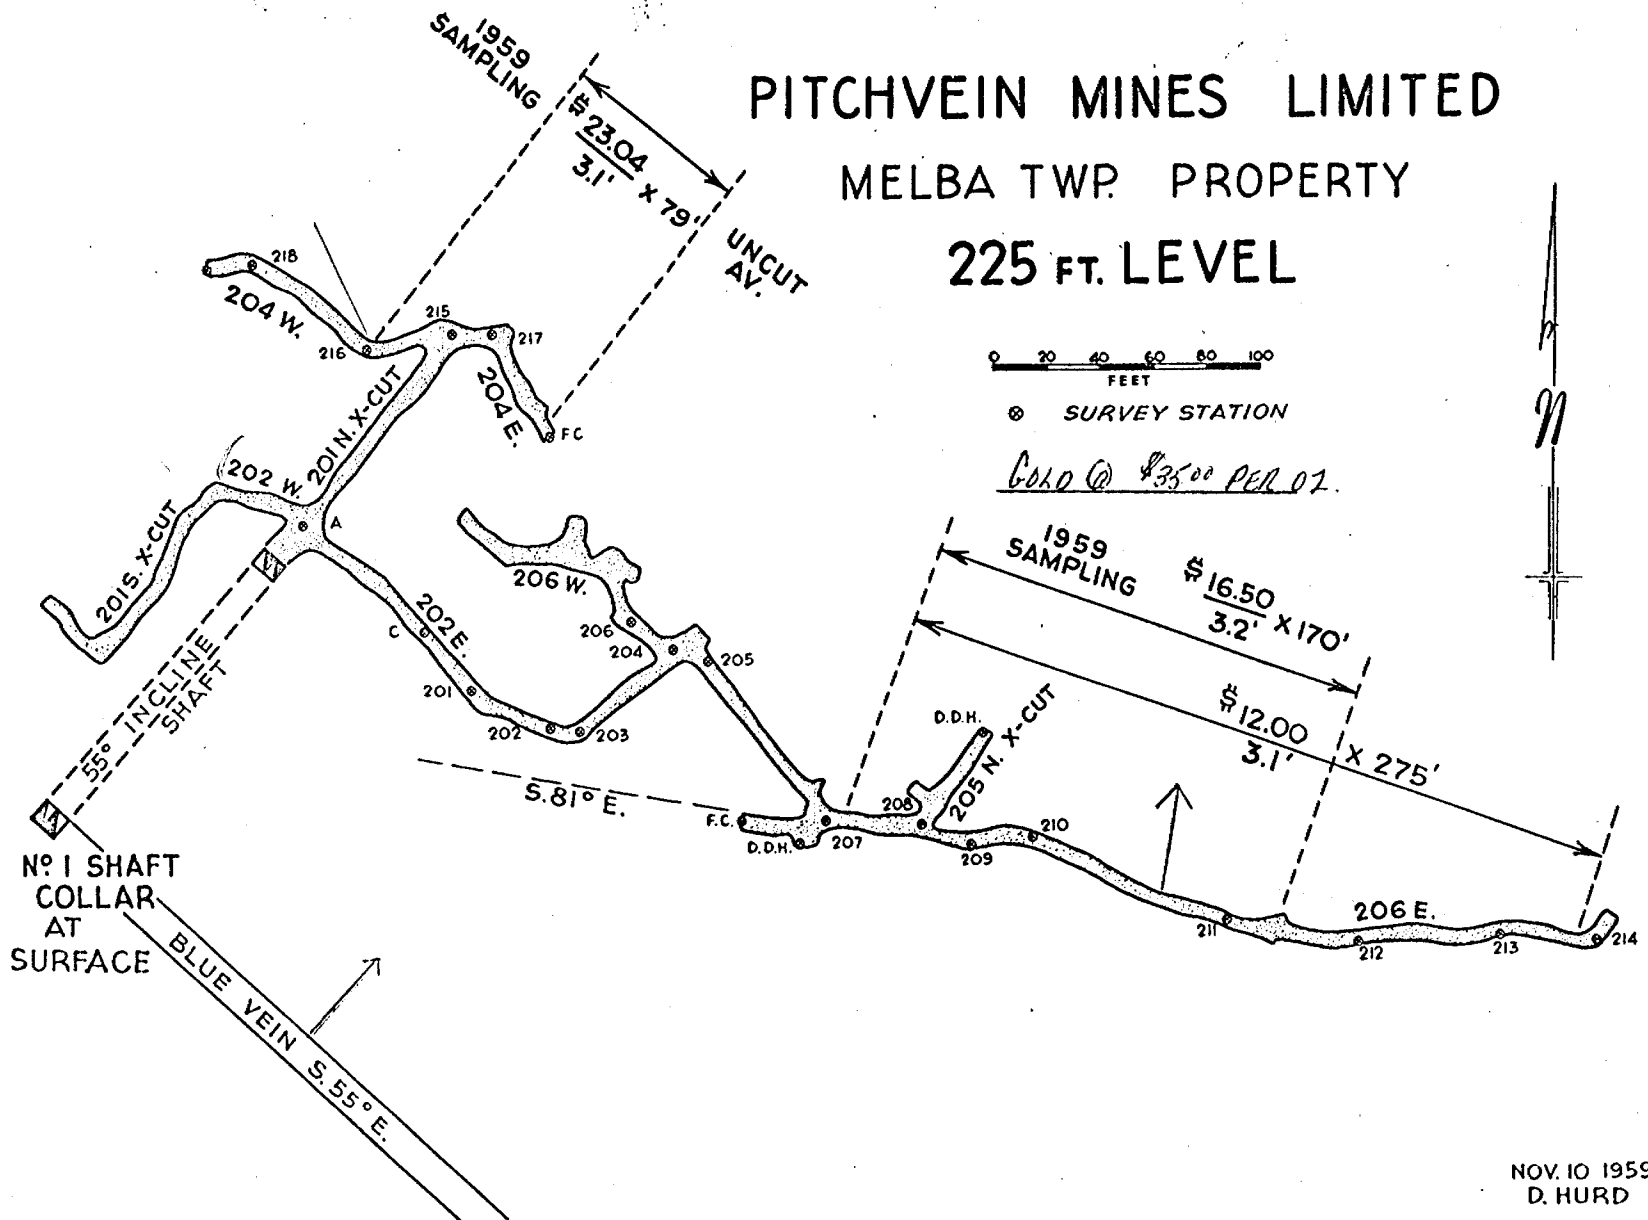 PITCHVEIN MINES LIMITED
MELBA TWP. PROPERTY
225 FT. LEVEL
0 20 40 60 80 100
FEET
SURVEY STATION
GOLD @ $35.00 PER OZ.
N
1959
SAMPLING
$23.04
3.1'
X 79'
UNCUT
AV.
218
204 W.
216
215
217
204 E.
F.C
201 N. X-CUT
202 W.
A
201 S. X-CUT
55° INCLINE
SHAFT
C
202 E.
201
202
203
206 W.
206
204
205
S. 81° E.
F.C.
D.D.H.
207
208
D.D.H.
205 N. X-CUT
209
210
211
206 E.
212
213
214
1959
SAMPLING
$16.50
3.2'
X 170'
$12.00
3.1'
X 275'
Nº 1 SHAFT
COLLAR
AT
SURFACE
BLUE VEIN S. 55° E.
NOV. 10 1959
D. HURD